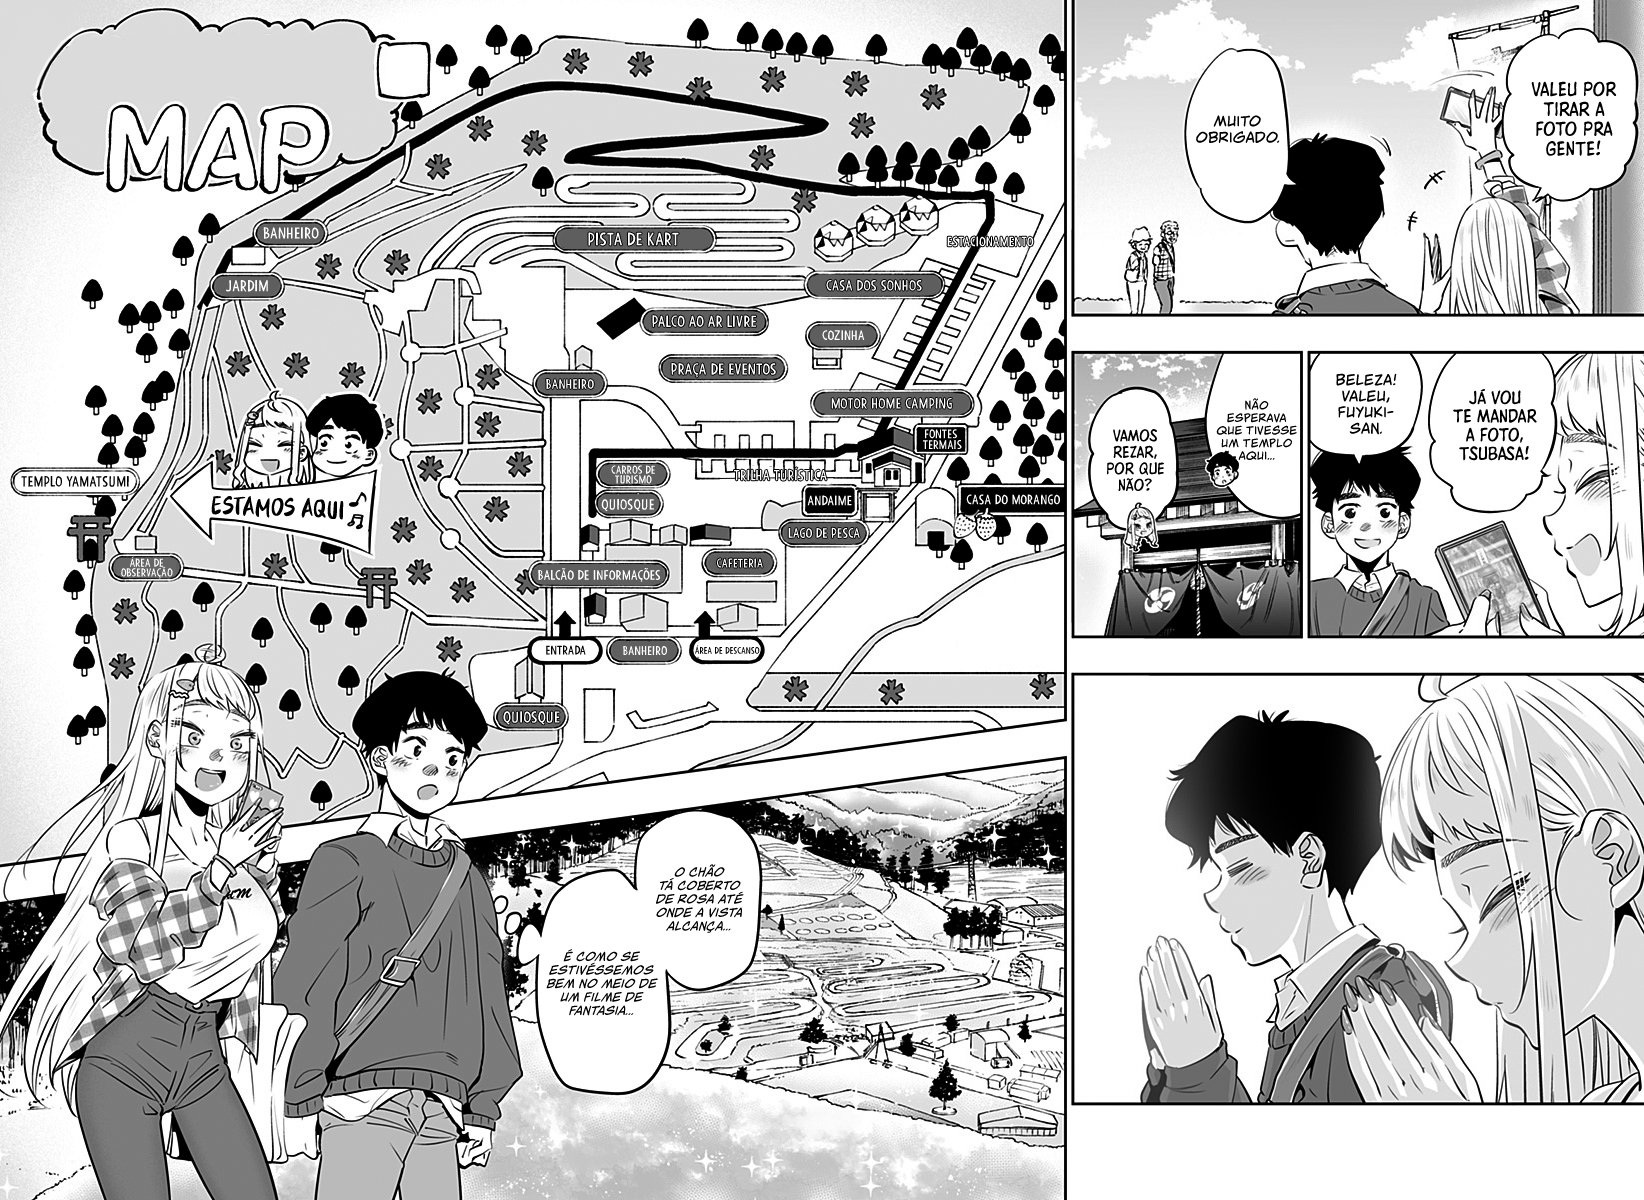 VALEU POR
TIRAR A
FOTO PRA
GENTE!
MUITO
OBRIGADO.
JÁ VOU
TE MANDAR
A FOTO,
TSUBASA!
BELEZA!
VALEU,
FUYUKI-
SAN.
NÃO
ESPERAVA
QUE TIVESSE
UM TEMPLO
AQUI...
VAMOS
REZAR,
POR QUE
NÃO?
MAP
BANHEIRO
JARDIM
PISTA DE KART
ESTACIONAMENTO
CASA DOS SONHOS
PALCO AO AR LIVRE
COZINHA
PRAÇA DE EVENTOS
BANHEIRO
MOTOR HOME CAMPING
FONTES
TERMAIS
CARROS DE
TURISMO
TRILHA TURÍSTICA
QUIOSQUE
ANDAIME
CASA DO MORANGO
TEMPLO YAMATSUMI
ESTAMOS AQUI
LAGO DE PESCA
ÁREA DE
OBSERVAÇÃO
BALCÃO DE INFORMAÇÕES
CAFETERIA
ENTRADA
BANHEIRO
ÁREA DE DESCANSO
QUIOSQUE
O CHÃO
TÁ COBERTO
DE ROSA ATÉ
ONDE A VISTA
ALCANÇA...
É COMO SE
ESTIVÉSSEMOS
BEM NO MEIO DE
UM FILME DE
FANTASIA...